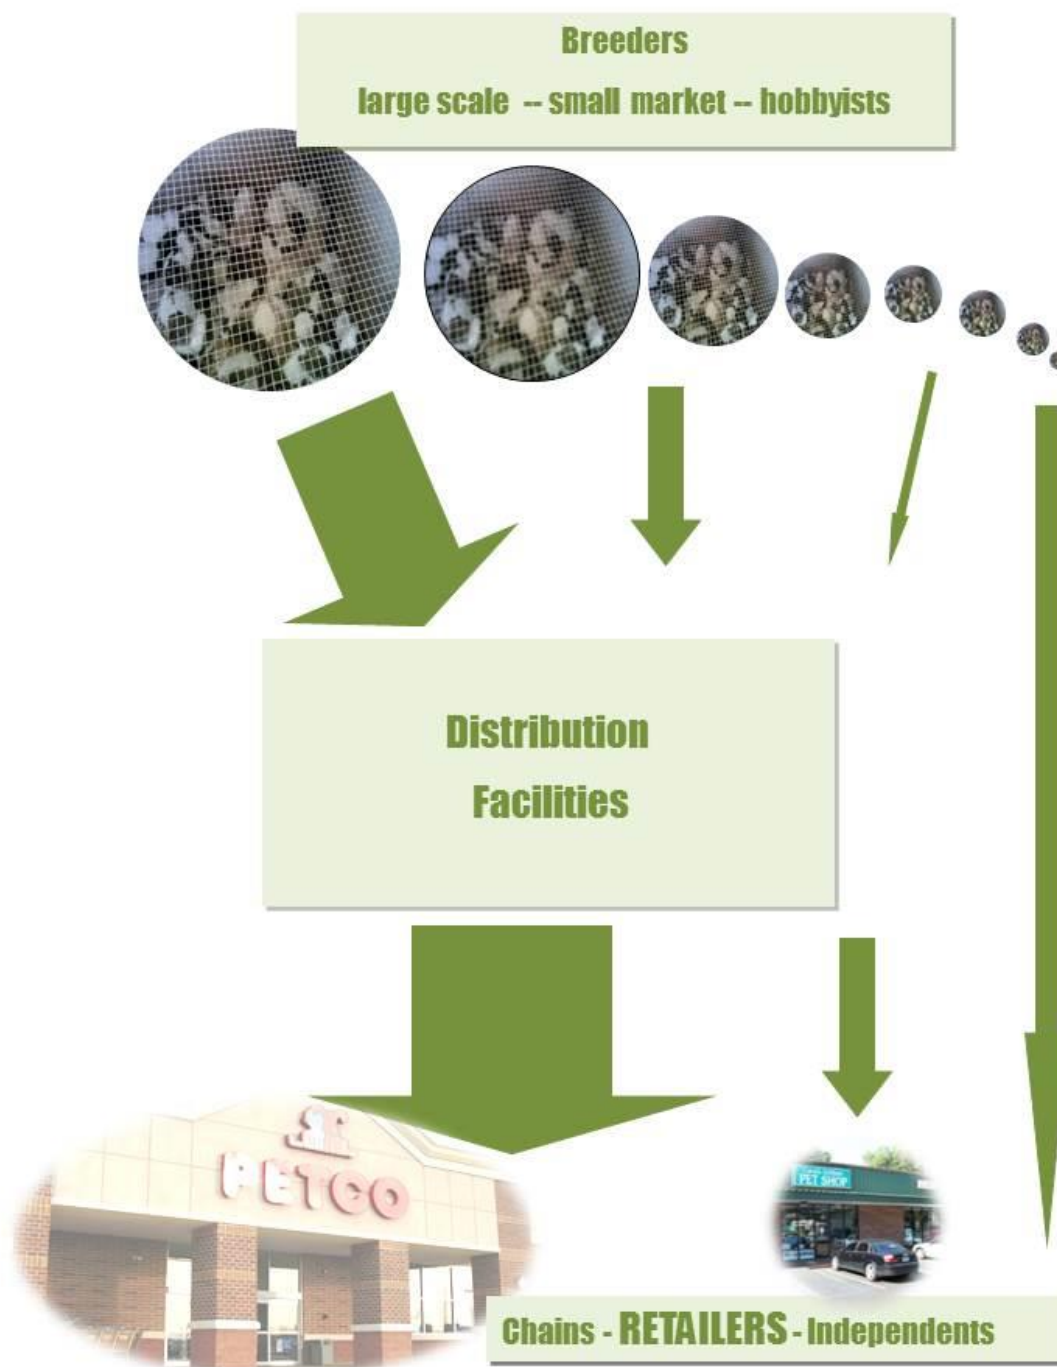 Breeders
large scale -- small market -- hobbyists
Distribution
Facilities
PETCO
PET SHOP
Chains - RETAILERS - Independents